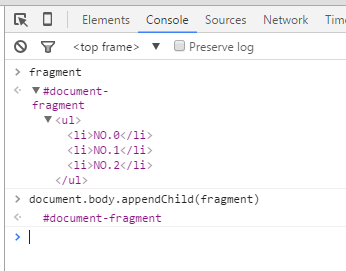 Elements Console Sources Network Time
<top frame> Preserve log
fragment
#document-
fragment
<ul>
<li>NO.0</li>
<li>NO.1</li>
<li>NO.2</li>
</ul>
document.body.appendChild(fragment)
#document-fragment